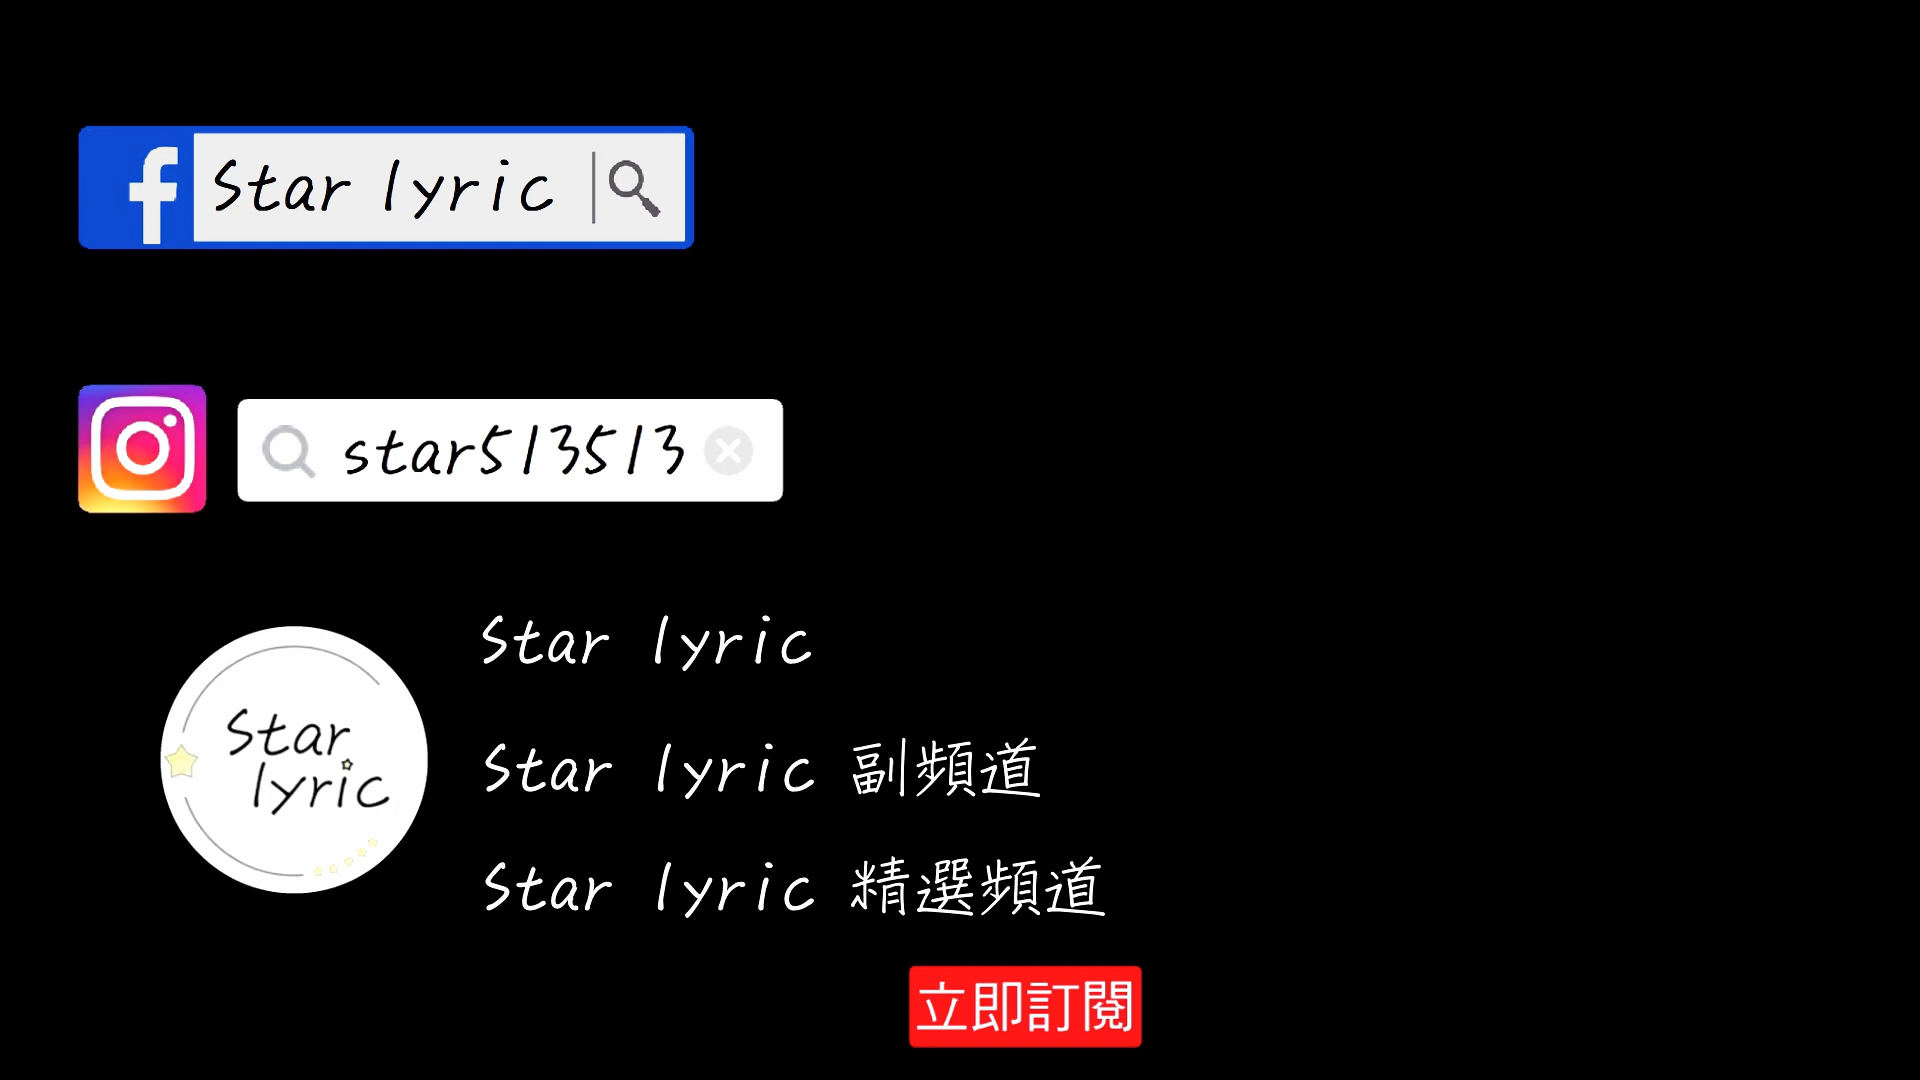 Star lyric
star513513
Star
lyric
Star lyric
Star lyric 副頻道
Star lyric 精選頻道
立即訂閱